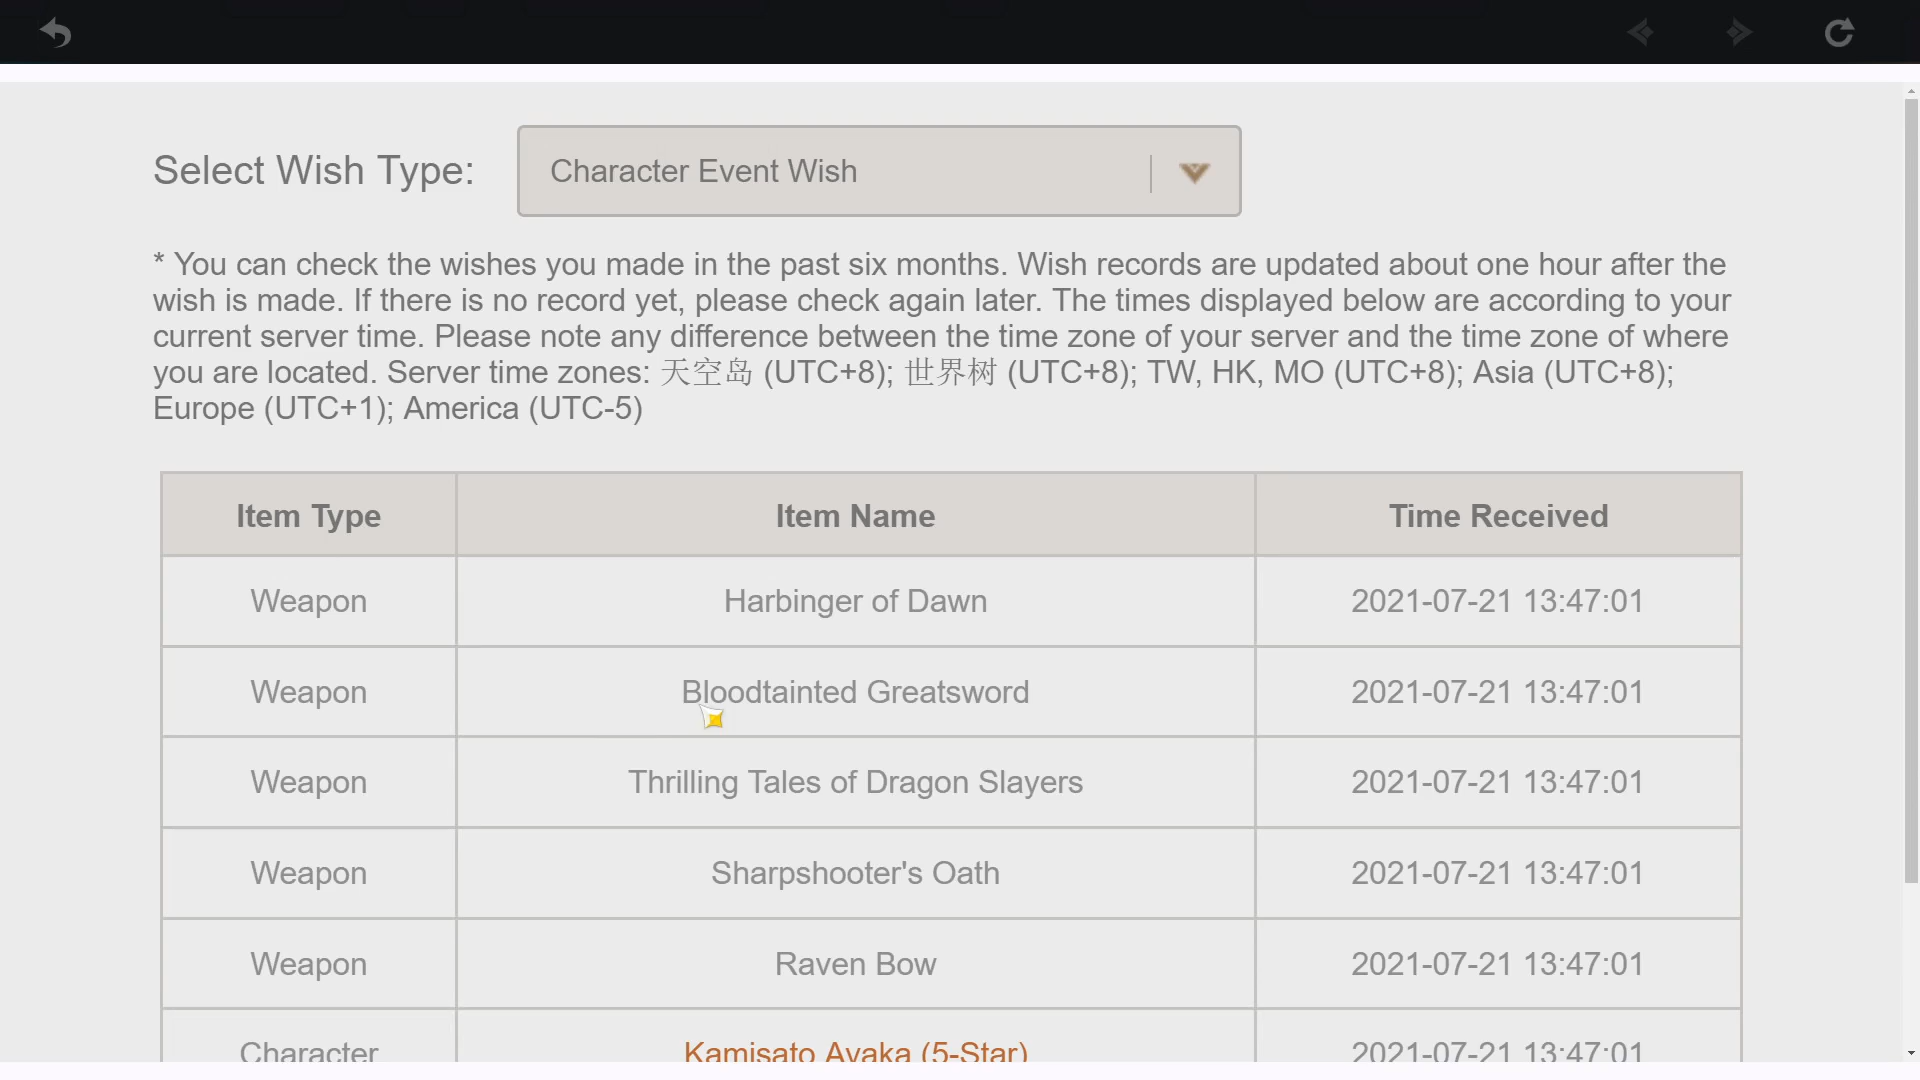 Select Wish Type:
Character Event Wish
* You can check the wishes you made in the past six months. Wish records are updated about one hour after the
wish is made. If there is no record yet, please check again later. The times displayed below are according to your
current server time. Please note any difference between the time zone of your server and the time zone of where
you are located. Server time zones: 天空岛 (UTC+8); 世界树 (UTC+8); TW, HK, MO (UTC+8); Asia (UTC+8);
Europe (UTC+1); America (UTC-5)
Item Type Item Name Time Received
Weapon Harbinger of Dawn 2021-07-21 13:47:01
Weapon Bloodtainted Greatsword 2021-07-21 13:47:01
Weapon Thrilling Tales of Dragon Slayers 2021-07-21 13:47:01
Weapon Sharpshooter's Oath 2021-07-21 13:47:01
Weapon Raven Bow 2021-07-21 13:47:01
Character Kamisato Ayaka (5-Star) 2021-07-21 13:47:01